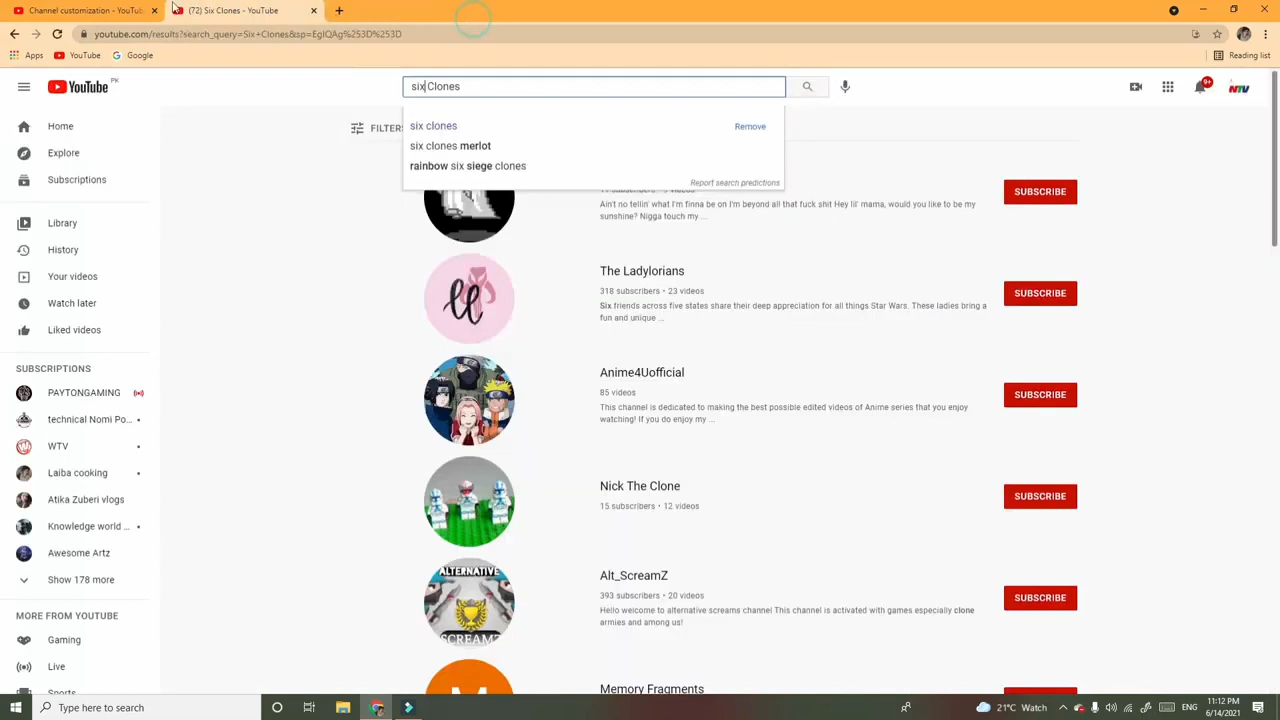 Channel customization - YouTub
(72) Six Clones - YouTube
youtube.com/results?search_query=Six+Clones&sp=EgIQAg%253D%253D
Apps
YouTube
Google
Reading list
YouTube PK
six Clones
9+
NTV
six clones
Remove
six clones merlot
rainbow six siege clones
Report search predictions
FILTERS
Home
Explore
Subscriptions
Library
History
Your videos
Watch later
Liked videos
SUBSCRIPTIONS
PAYTONGAMING
technical Nomi Po...
WTV
Laiba cooking
Atika Zuberi vlogs
Knowledge world ...
Awesome Artz
Show 178 more
MORE FROM YOUTUBE
Gaming
Live
Sports
Ain't no tellin' what I'm finna be on I'm beyond all that fuck shit Hey lil' mama, would you like to be my
sunshine? Nigga touch my ...
SUBSCRIBE
The Ladylorians
318 subscribers • 23 videos
Six friends across five states share their deep appreciation for all things Star Wars. These ladies bring a
fun and unique ...
SUBSCRIBE
Anime4Uofficial
85 videos
This channel is dedicated to making the best possible edited videos of Anime series that you enjoy
watching! If you do enjoy my ...
SUBSCRIBE
Nick The Clone
15 subscribers • 12 videos
SUBSCRIBE
ALTERNATIVE
SCREAMZ
Alt_ScreamZ
393 subscribers • 20 videos
Hello welcome to alternative screams channel This channel is activated with games especially clone
armies and among us!
SUBSCRIBE
Memory Fragments
Type here to search
21°C Watch
ENG
11:12 PM
6/14/2021